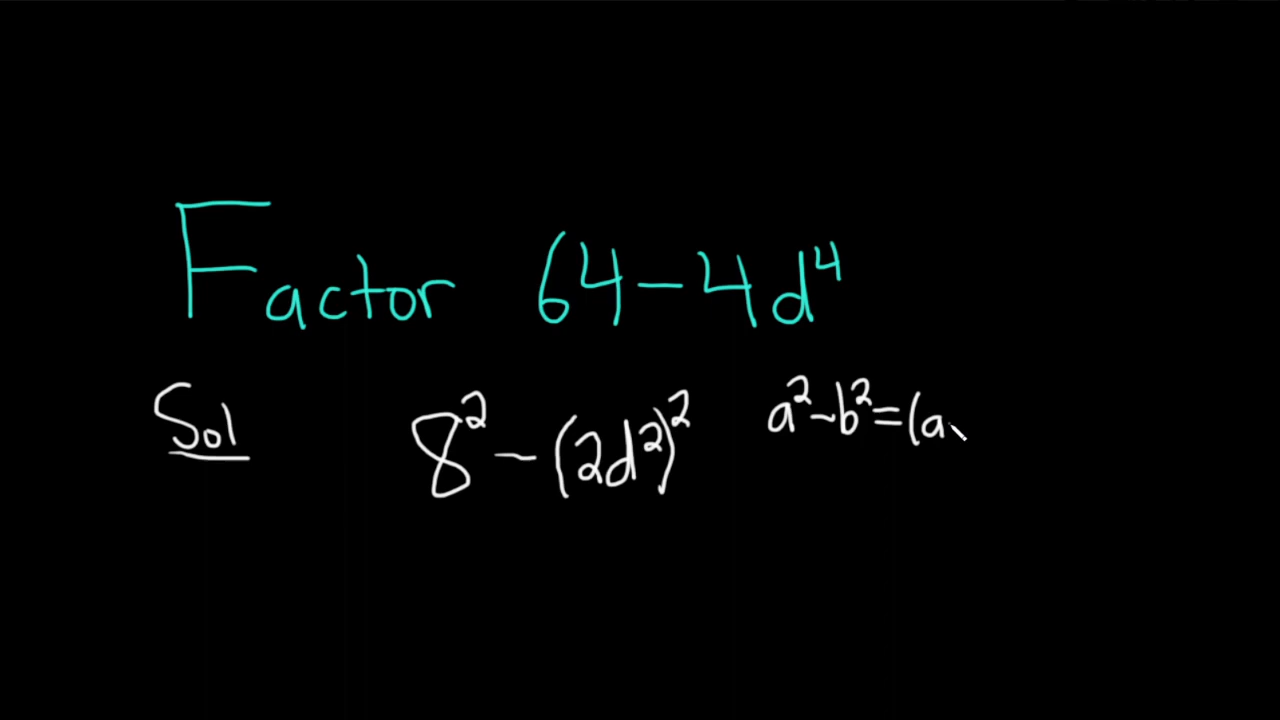 Factor 64-4d⁴
Sol 8²-(2d²)² a²-b²=(a